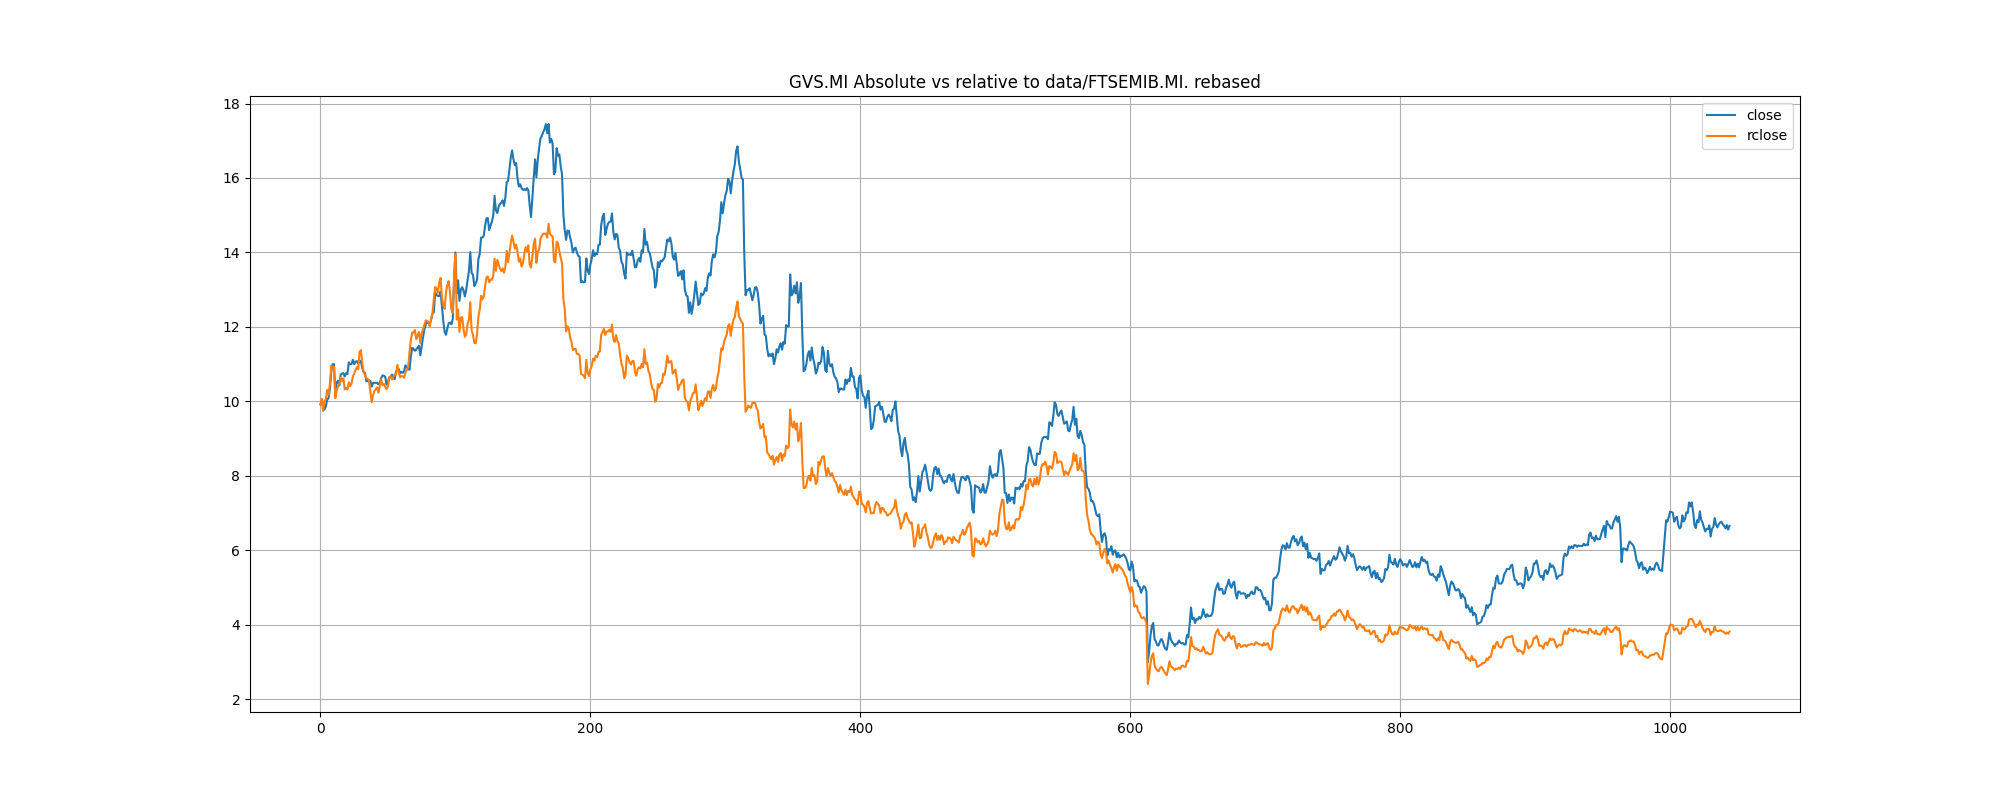 GVS.MI Absolute vs relative to data/FTSEMIB.MI. rebased
close
rclose
18
16
14
12
10
8
6
4
2
0 200 400 600 800 1000